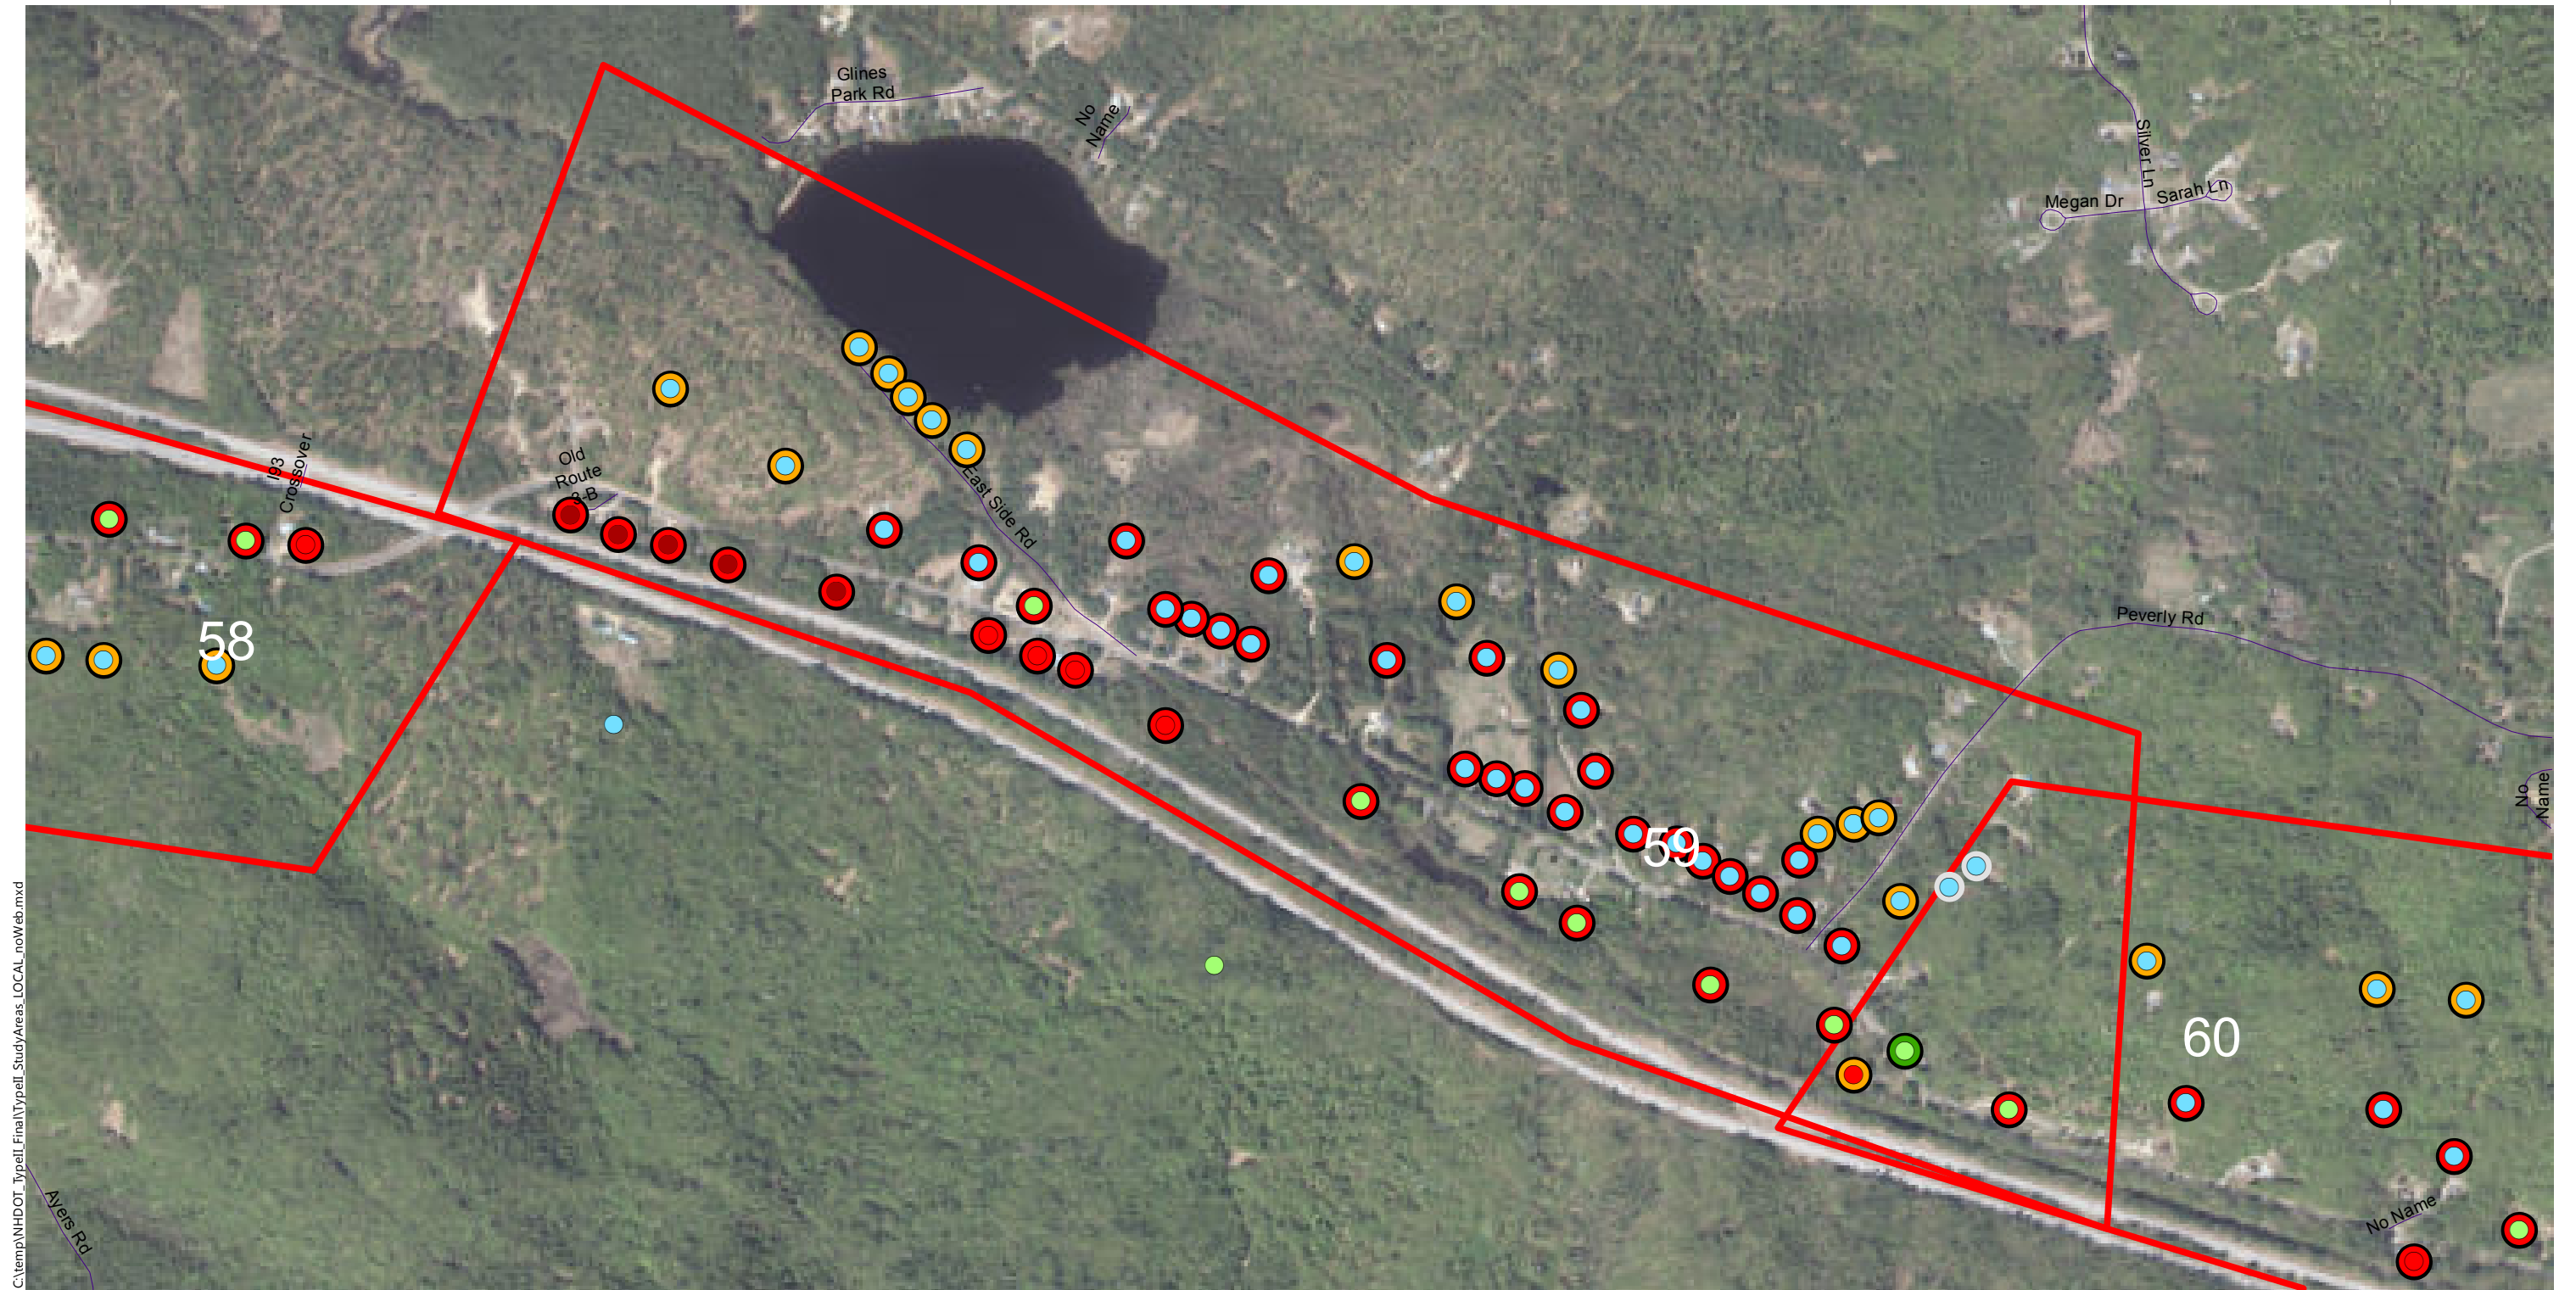 Glines
Park Rd
No
Name
Silver Ln
Megan Dr
Sarah Ln
I93
Crossover
Old
Route
3-B
East Side Rd
Peverly Rd
58
59
60
No
Name
No Name
Ayers Rd
C:\temp\NHDOT_TypeII_Final\TypeII_StudyAreas_LOCAL_noWeb.mxd